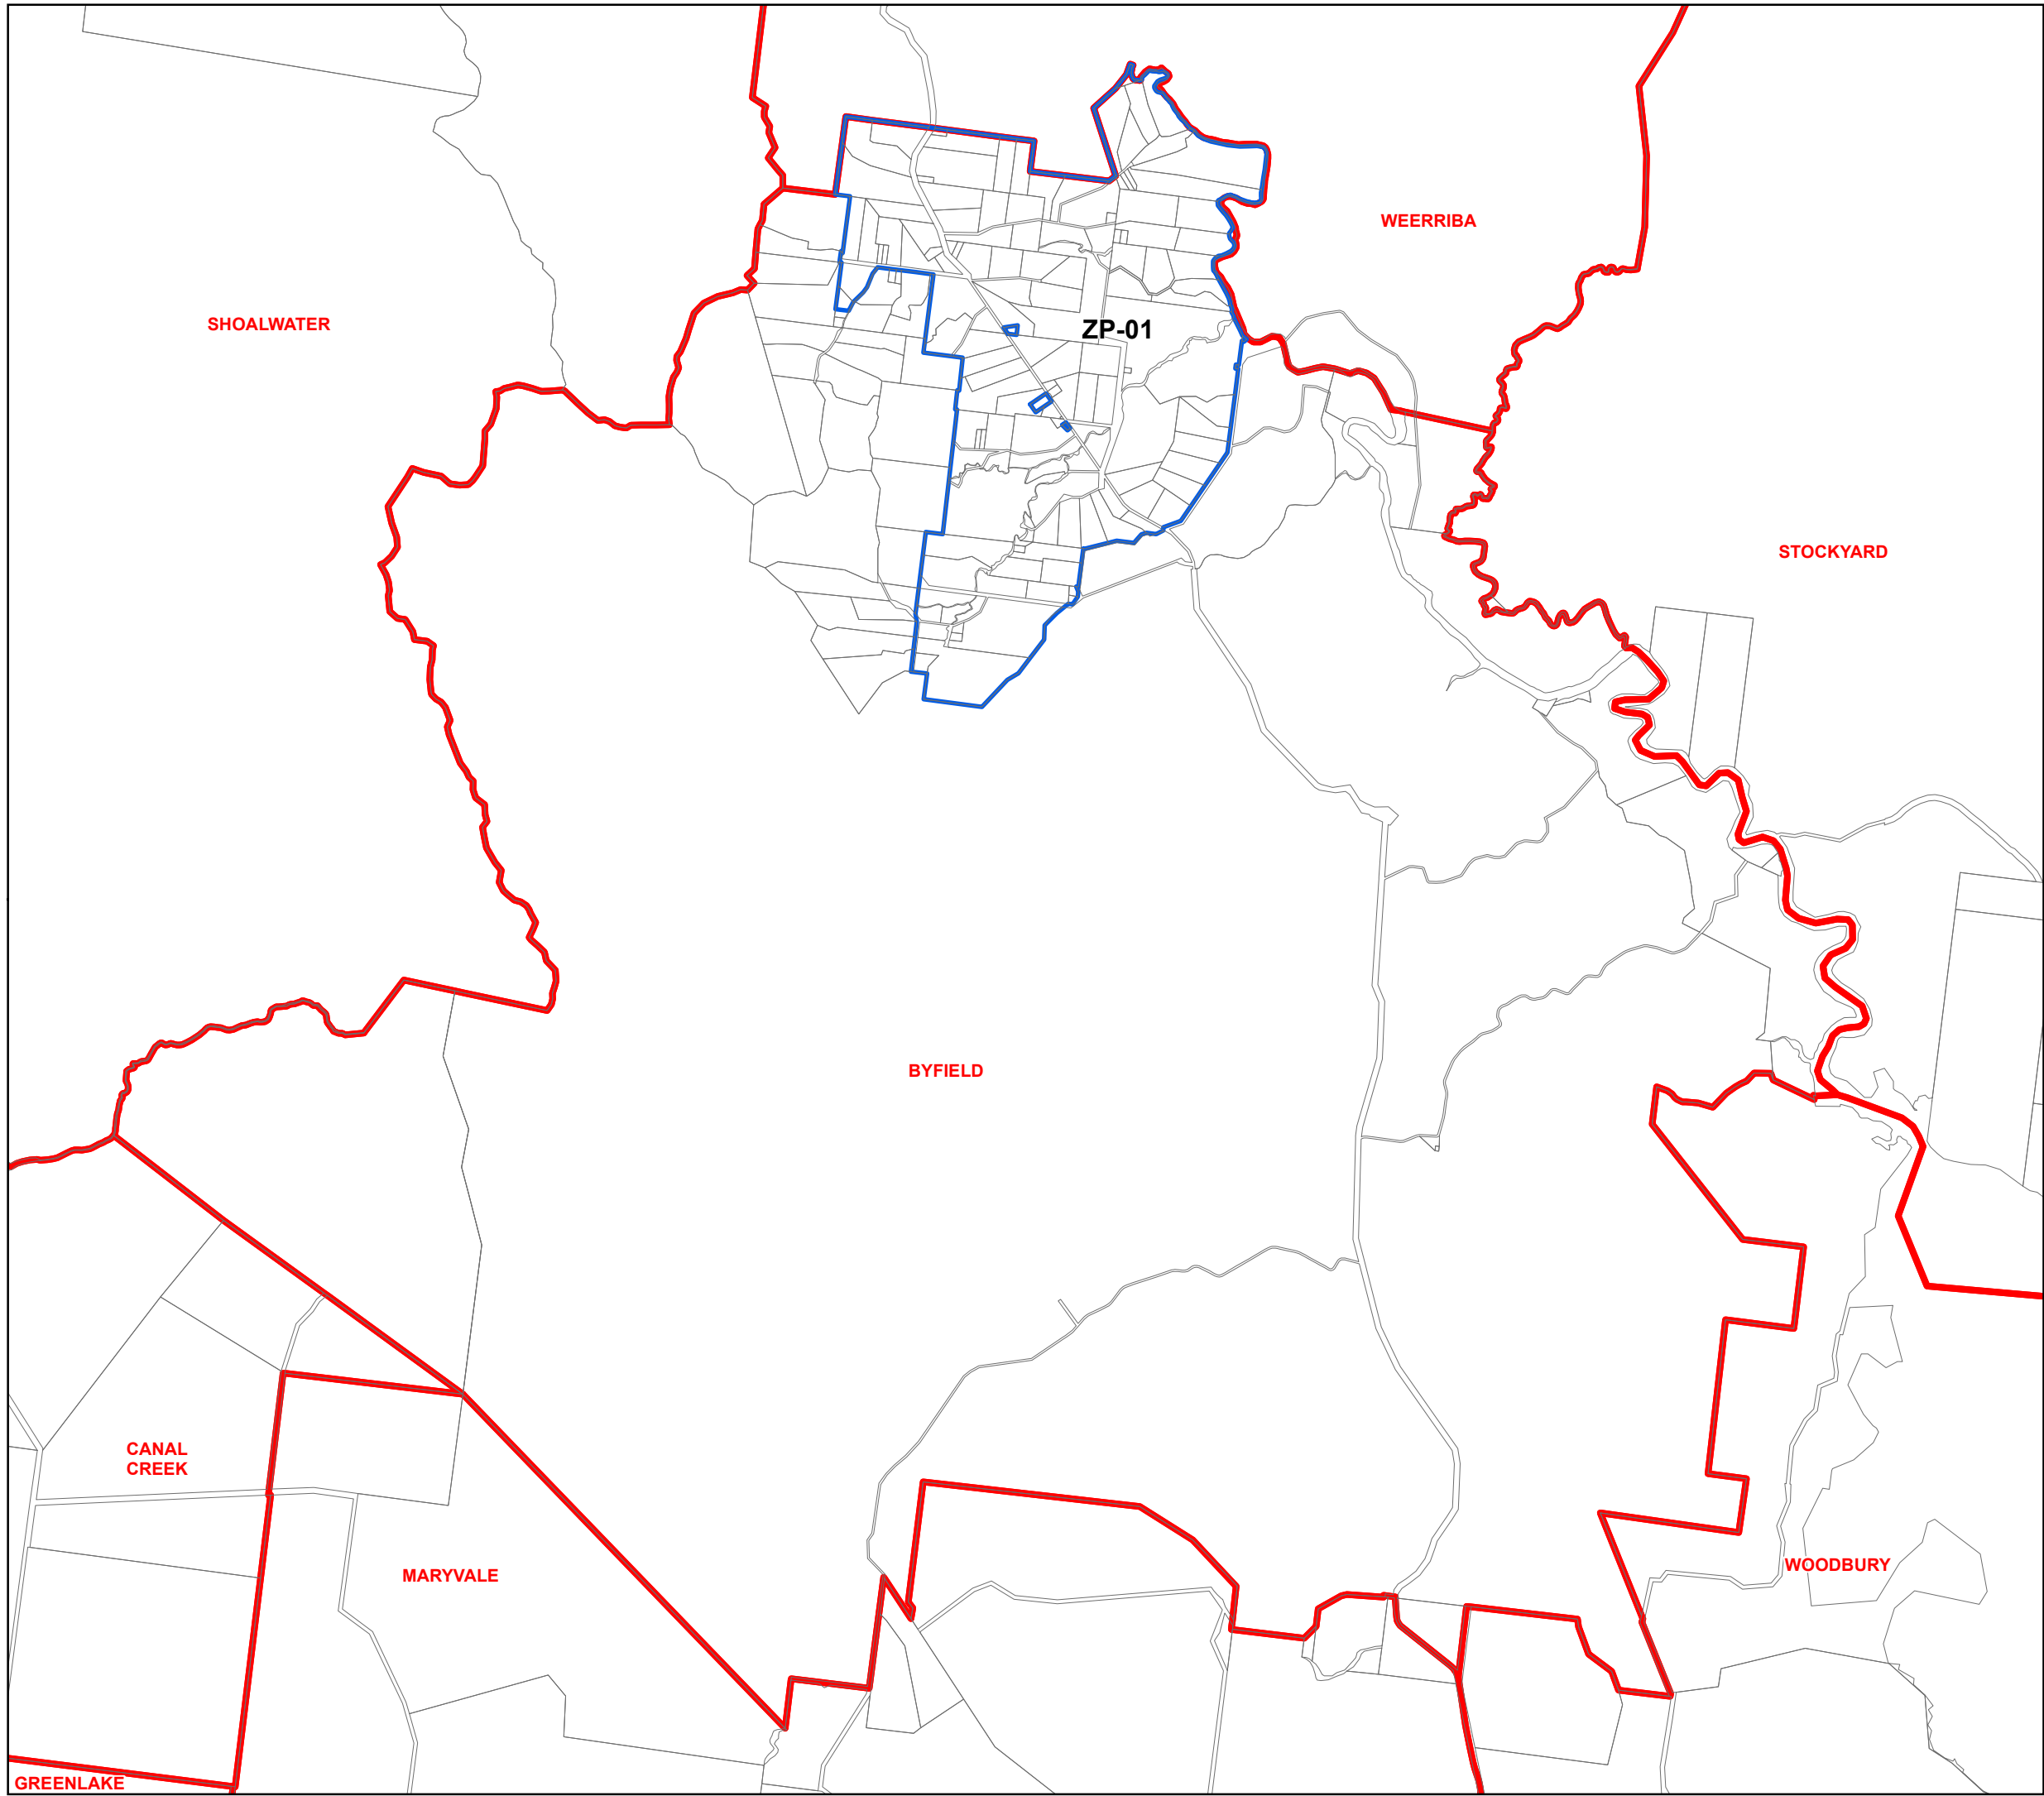 WEERRIBA
SHOALWATER
ZP-01
STOCKYARD
BYFIELD
CANAL
CREEK
MARYVALE
WOODBURY
GREENLAKE